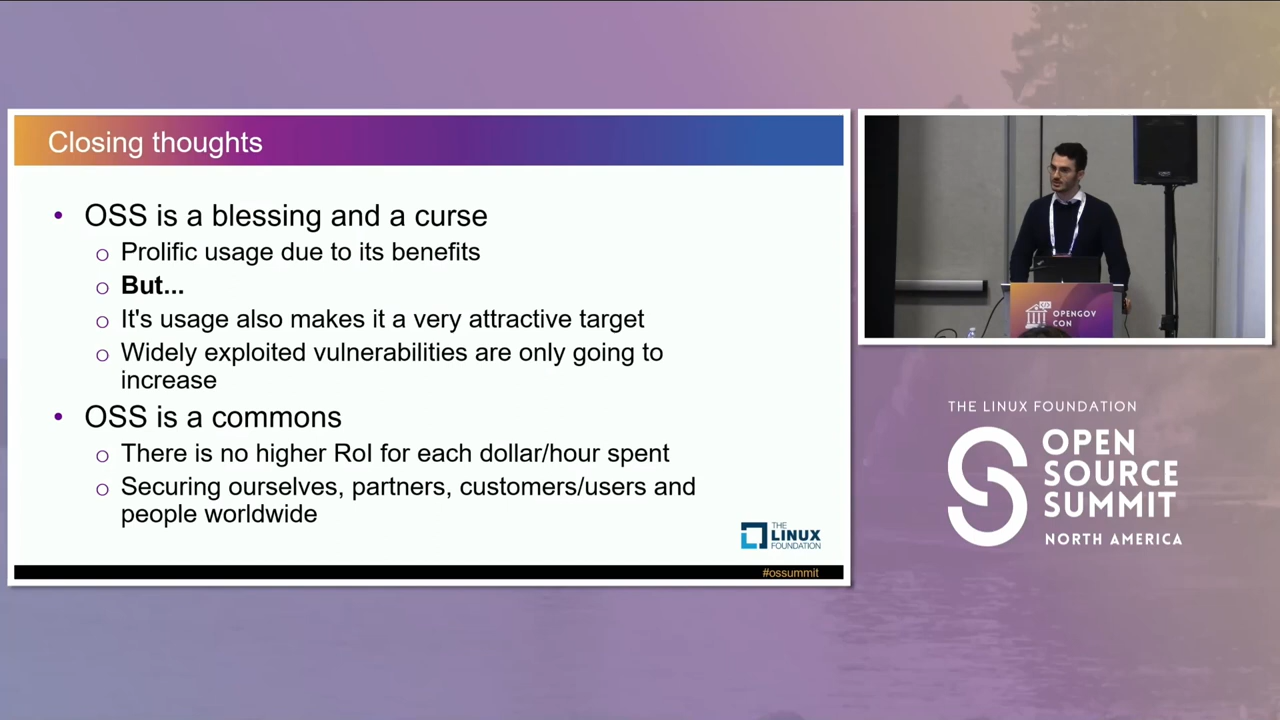 Closing thoughts
• OSS is a blessing and a curse
o Prolific usage due to its benefits
o But...
o It's usage also makes it a very attractive target
o Widely exploited vulnerabilities are only going to
increase
• OSS is a commons
o There is no higher RoI for each dollar/hour spent
o Securing ourselves, partners, customers/users and
people worldwide
THE
LINUX
FOUNDATION
#ossummit
OPENGOV
CON
THE LINUX FOUNDATION
OPEN
SOURCE
SUMMIT
NORTH AMERICA